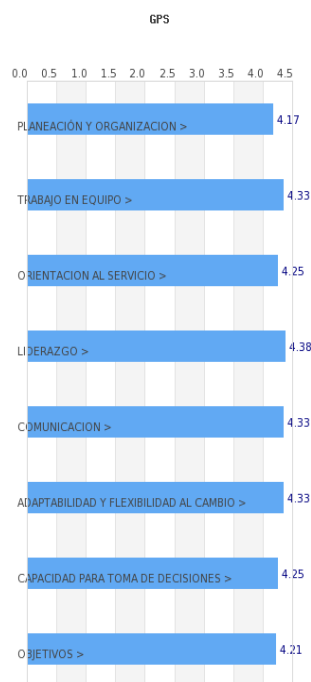 GPS
0.0 0.5 1.0 1.5 2.0 2.5 3.0 3.5 4.0 4.5
PLANEACIÓN Y ORGANIZACION > 4.17
TRABAJO EN EQUIPO > 4.33
ORIENTACION AL SERVICIO > 4.25
LIDERAZGO > 4.38
COMUNICACION > 4.33
ADAPTABILIDAD Y FLEXIBILIDAD AL CAMBIO > 4.33
CAPACIDAD PARA TOMA DE DECISIONES > 4.25
OBJETIVOS > 4.21